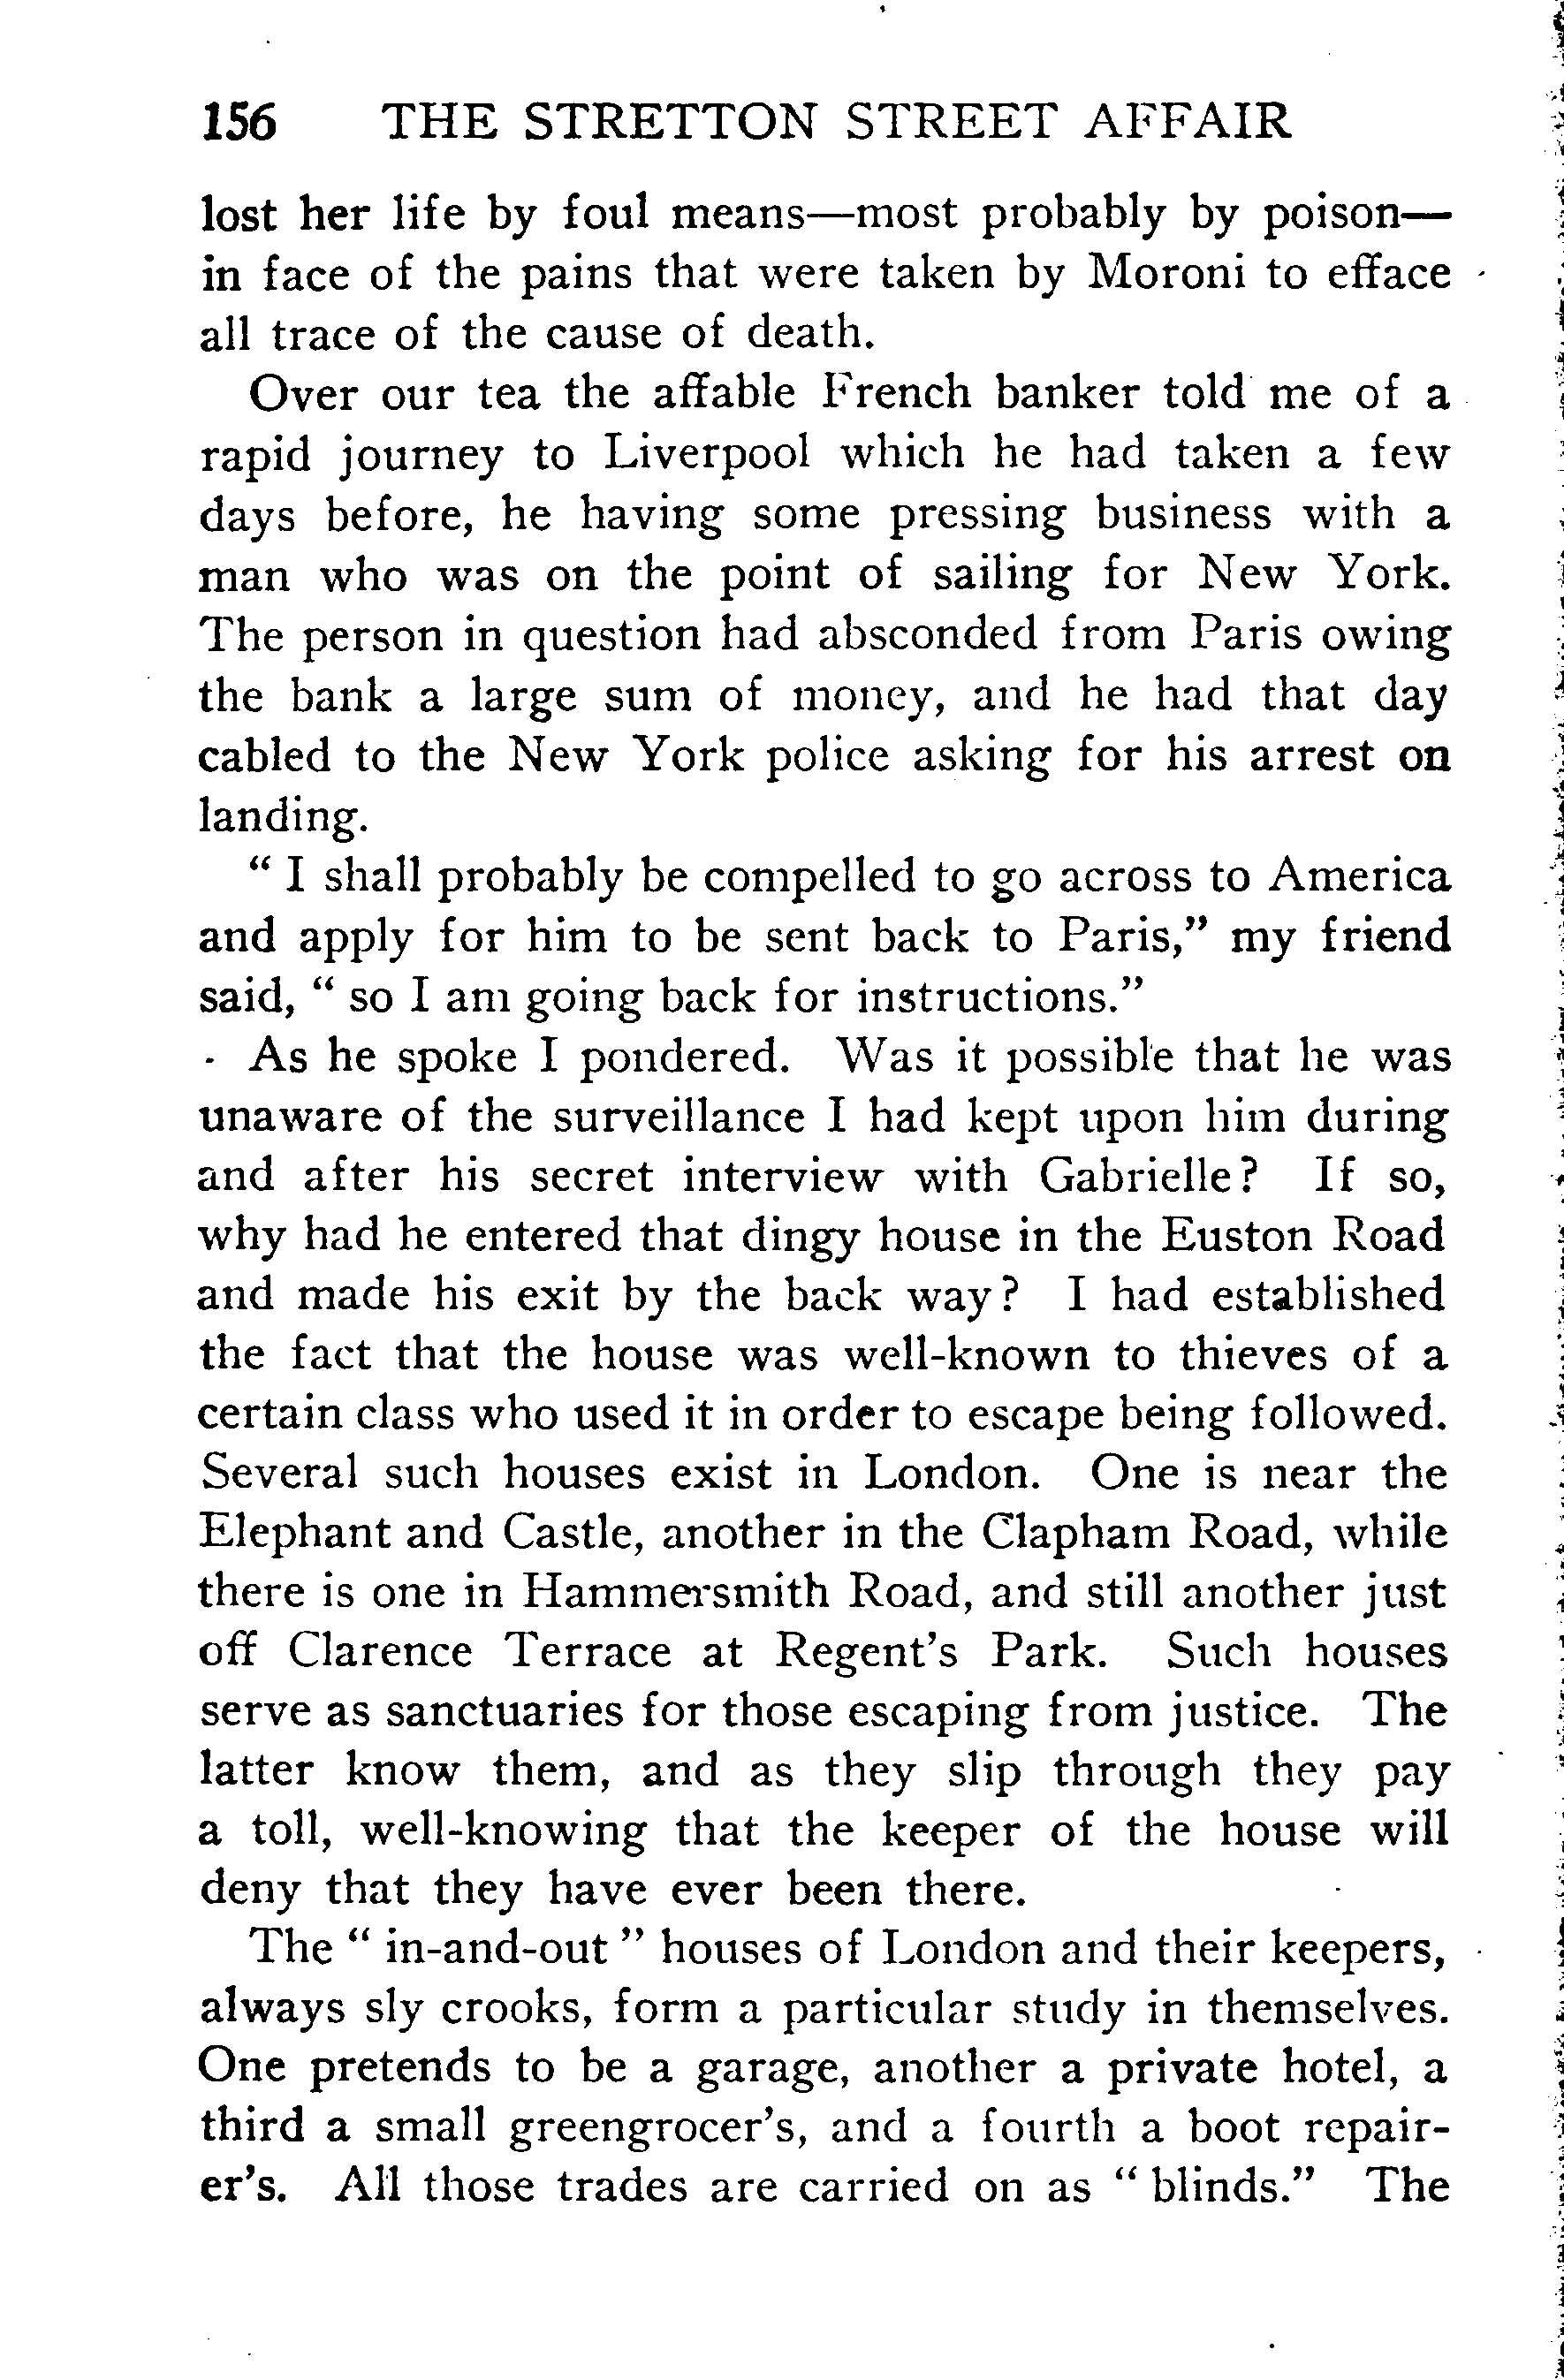 156 THE STRETTON STREET AFFAIR
lost her life by foul means—most probably by poison—
in face of the pains that were taken by Moroni to efface
all trace of the cause of death.
Over our tea the affable French banker told me of a
rapid journey to Liverpool which he had taken a few
days before, he having some pressing business with a
man who was on the point of sailing for New York.
The person in question had absconded from Paris owing
the bank a large sum of money, and he had that day
cabled to the New York police asking for his arrest on
landing.
“ I shall probably be compelled to go across to America
and apply for him to be sent back to Paris,” my friend
said, “ so I am going back for instructions.”
As he spoke I pondered. Was it possible that he was
unaware of the surveillance I had kept upon him during
and after his secret interview with Gabrielle? If so,
why had he entered that dingy house in the Euston Road
and made his exit by the back way? I had established
the fact that the house was well-known to thieves of a
certain class who used it in order to escape being followed.
Several such houses exist in London. One is near the
Elephant and Castle, another in the Clapham Road, while
there is one in Hammersmith Road, and still another just
off Clarence Terrace at Regent’s Park. Such houses
serve as sanctuaries for those escaping from justice. The
latter know them, and as they slip through they pay
a toll, well-knowing that the keeper of the house will
deny that they have ever been there.
The “ in-and-out ” houses of London and their keepers,
always sly crooks, form a particular study in themselves.
One pretends to be a garage, another a private hotel, a
third a small greengrocer’s, and a fourth a boot repair-
er’s. All those trades are carried on as “ blinds.” The